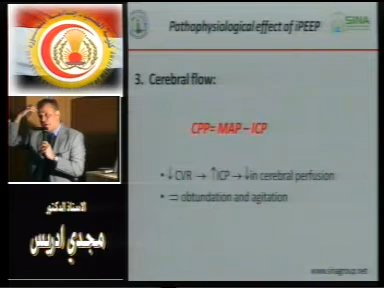 Pathophysiological effect of iPEEP
SINA
3. Cerebral flow:
CPP= MAP – ICP
• ↓ CVR → ↑ICP → ↓in cerebral perfusion
• ⇒ obtundation and agitation
الاستاذ الدكتور
مجدي ادريس
www.sinagroup.net